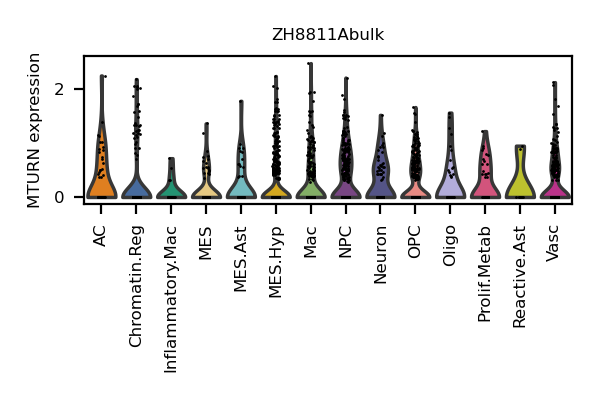 ZH8811Abulk
MTURN expression
2
0
AC
Chromatin.Reg
Inflammatory.Mac
MES
MES.Ast
MES.Hyp
Mac
NPC
Neuron
OPC
Oligo
Prolif.Metab
Reactive.Ast
Vasc